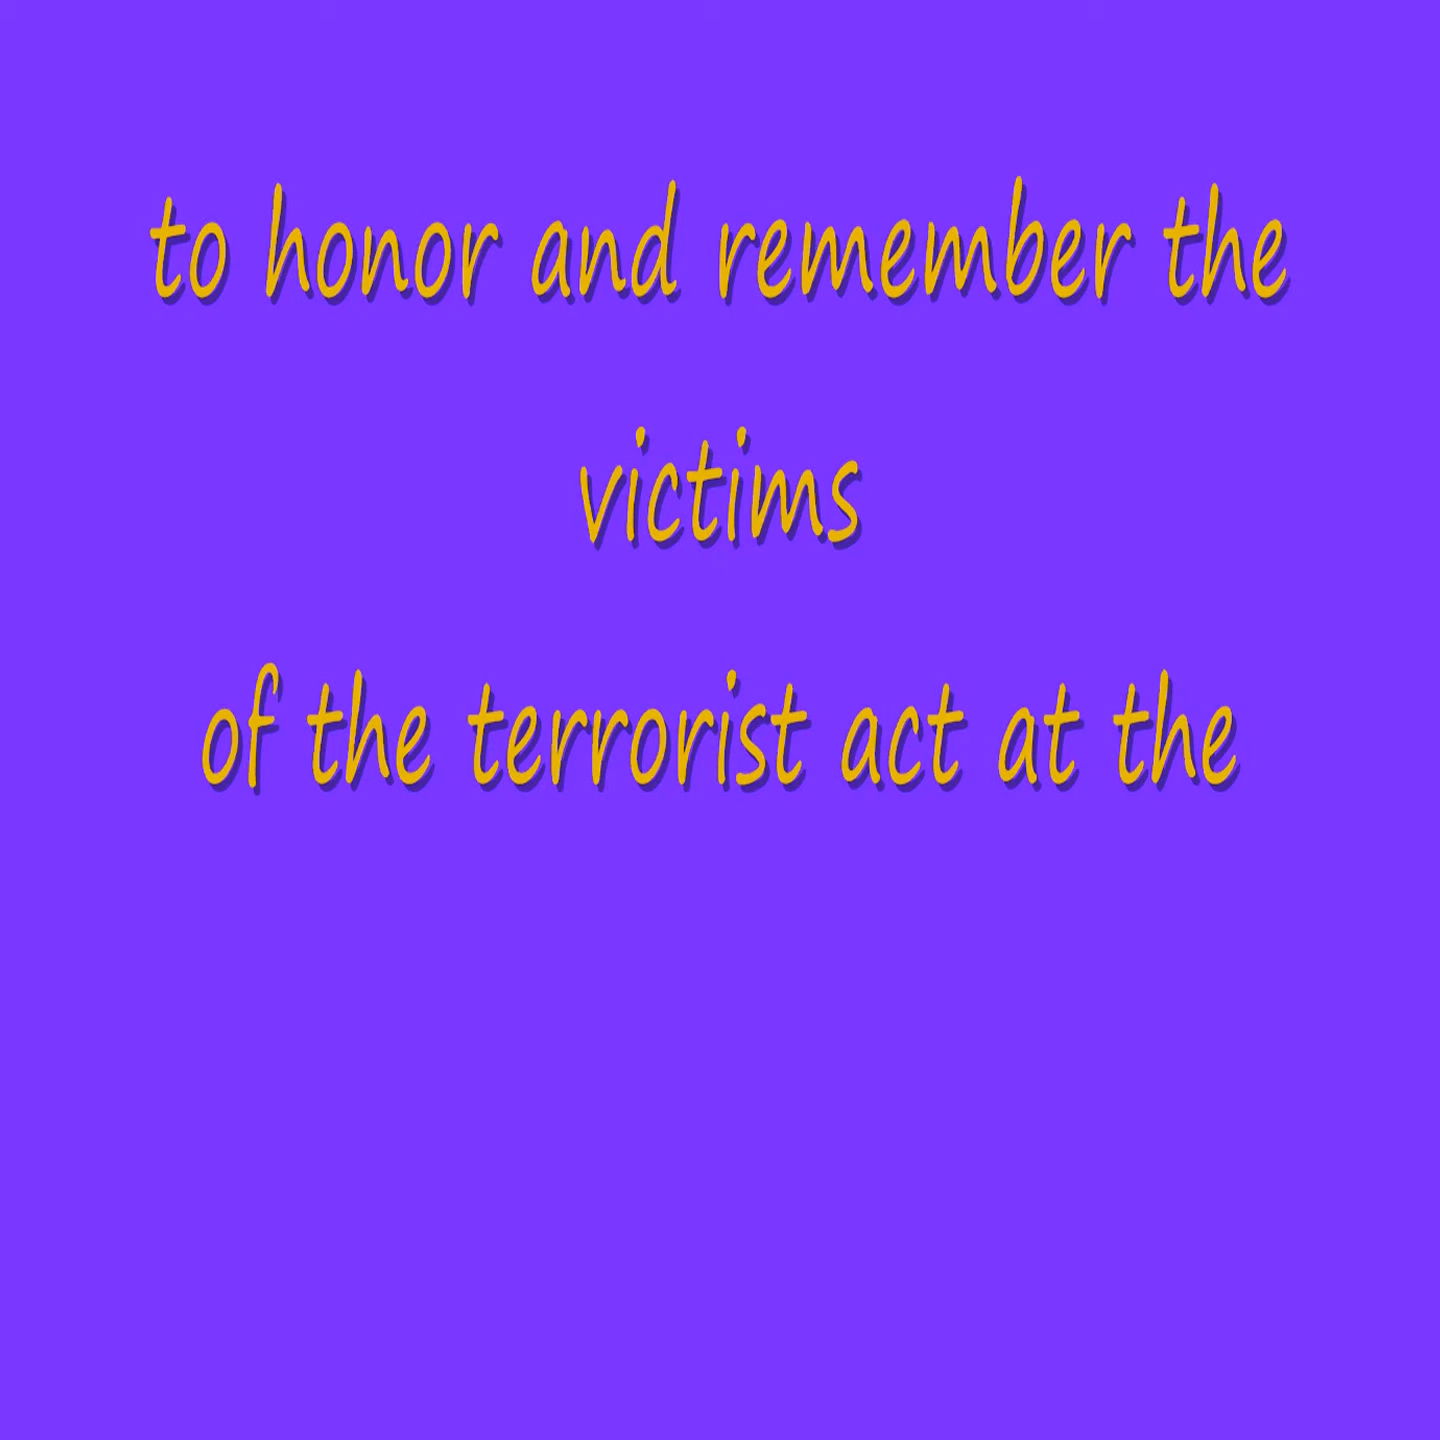 to honor and remember the
victims
of the terrorist act at the